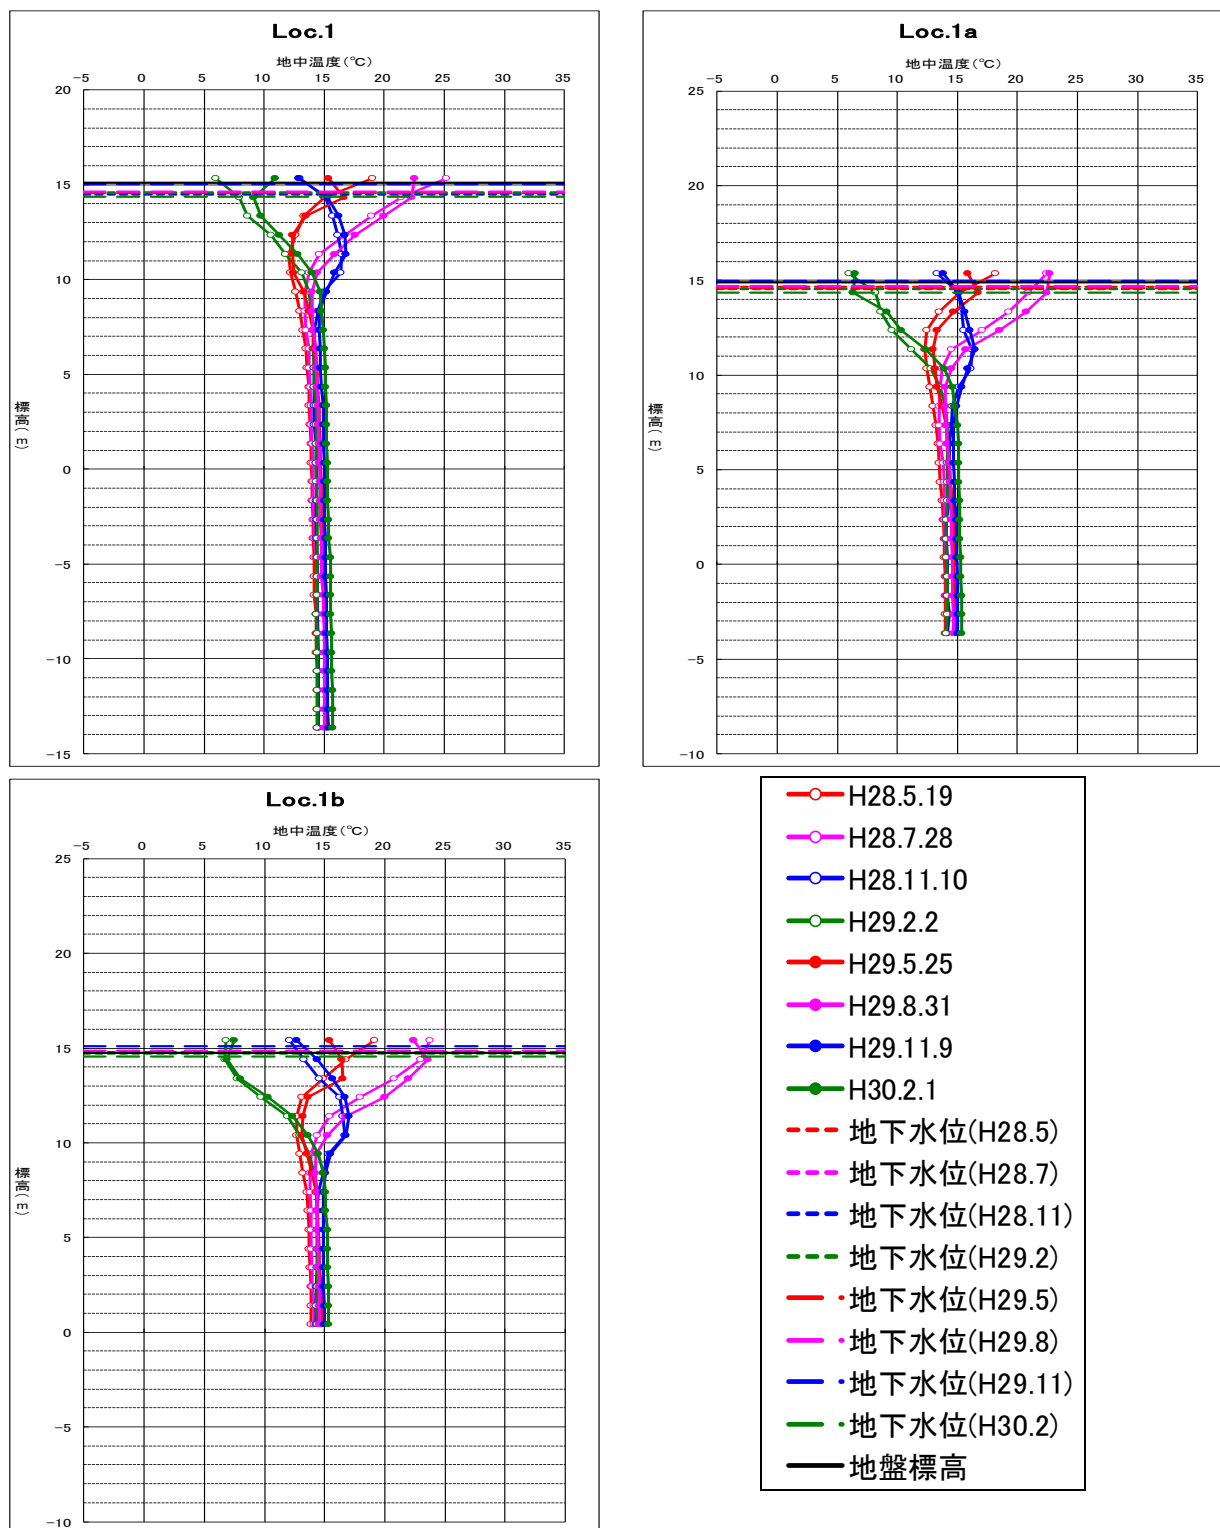 Loc.1
地中温度(℃)
-5 0 5 10 15 20 25 30 35
20
15
10
5
0
-5
-10
-15
標高(m)
Loc.1a
地中温度(℃)
-5 0 5 10 15 20 25 30 35
25
20
15
10
5
0
-5
-10
標高(m)
Loc.1b
地中温度(℃)
-5 0 5 10 15 20 25 30 35
25
20
15
10
5
0
-5
-10
標高(m)
H28.5.19
H28.7.28
H28.11.10
H29.2.2
H29.5.25
H29.8.31
H29.11.9
H30.2.1
地下水位(H28.5)
地下水位(H28.7)
地下水位(H28.11)
地下水位(H29.2)
地下水位(H29.5)
地下水位(H29.8)
地下水位(H29.11)
地下水位(H30.2)
地盤標高